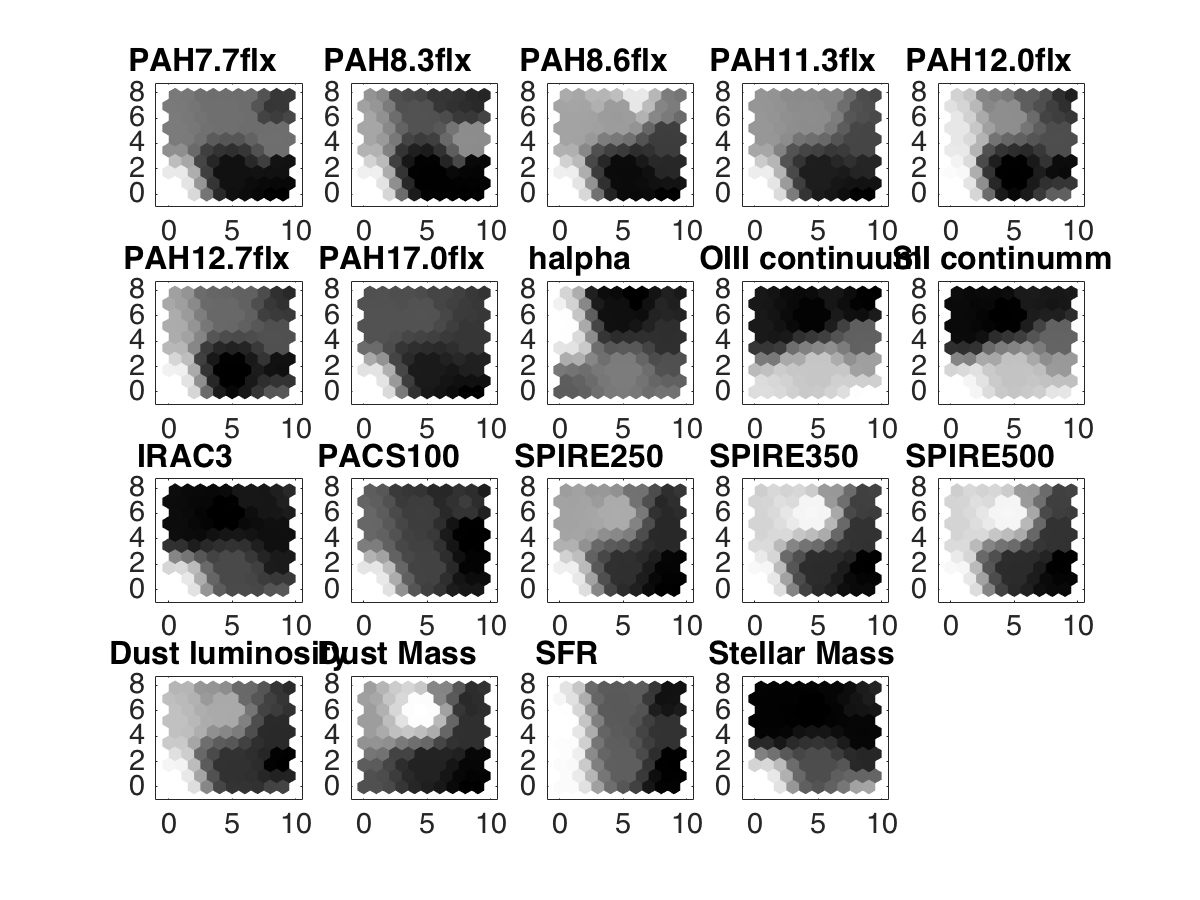 PAH7.7flx PAH8.3flx PAH8.6flx PAH11.3flx PAH12.0flx
8 8 8 8 8
6 6 6 6 6
4 4 4 4 4
2 2 2 2 2
0 0 0 0 0
0 5 10 0 5 10 0 5 10 0 5 10 0 5 10
PAH12.7flx PAH17.0flx halpha OIII continuum SII continumm
8 8 8 8 8
6 6 6 6 6
4 4 4 4 4
2 2 2 2 2
0 0 0 0 0
0 5 10 0 5 10 0 5 10 0 5 10 0 5 10
IRAC3 PACS100 SPIRE250 SPIRE350 SPIRE500
8 8 8 8 8
6 6 6 6 6
4 4 4 4 4
2 2 2 2 2
0 0 0 0 0
0 5 10 0 5 10 0 5 10 0 5 10 0 5 10
Dust luminosity Dust Mass SFR Stellar Mass
8 8 8 8
6 6 6 6
4 4 4 4
2 2 2 2
0 0 0 0
0 5 10 0 5 10 0 5 10 0 5 10